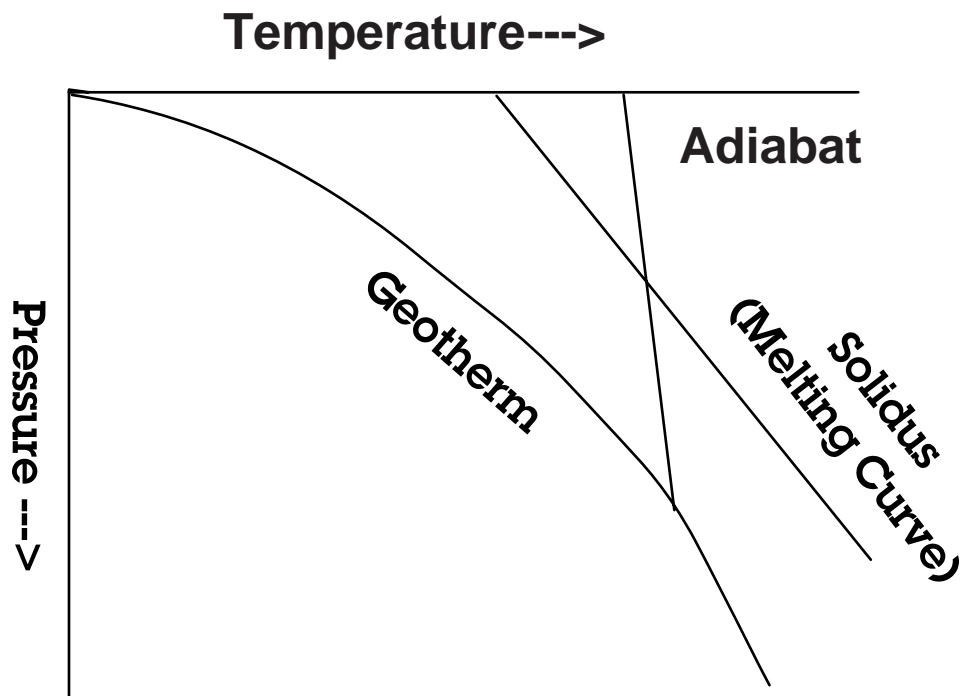 Temperature--->
Adiabat
Geotherm
Pressure --->
Solidus
(Melting Curve)